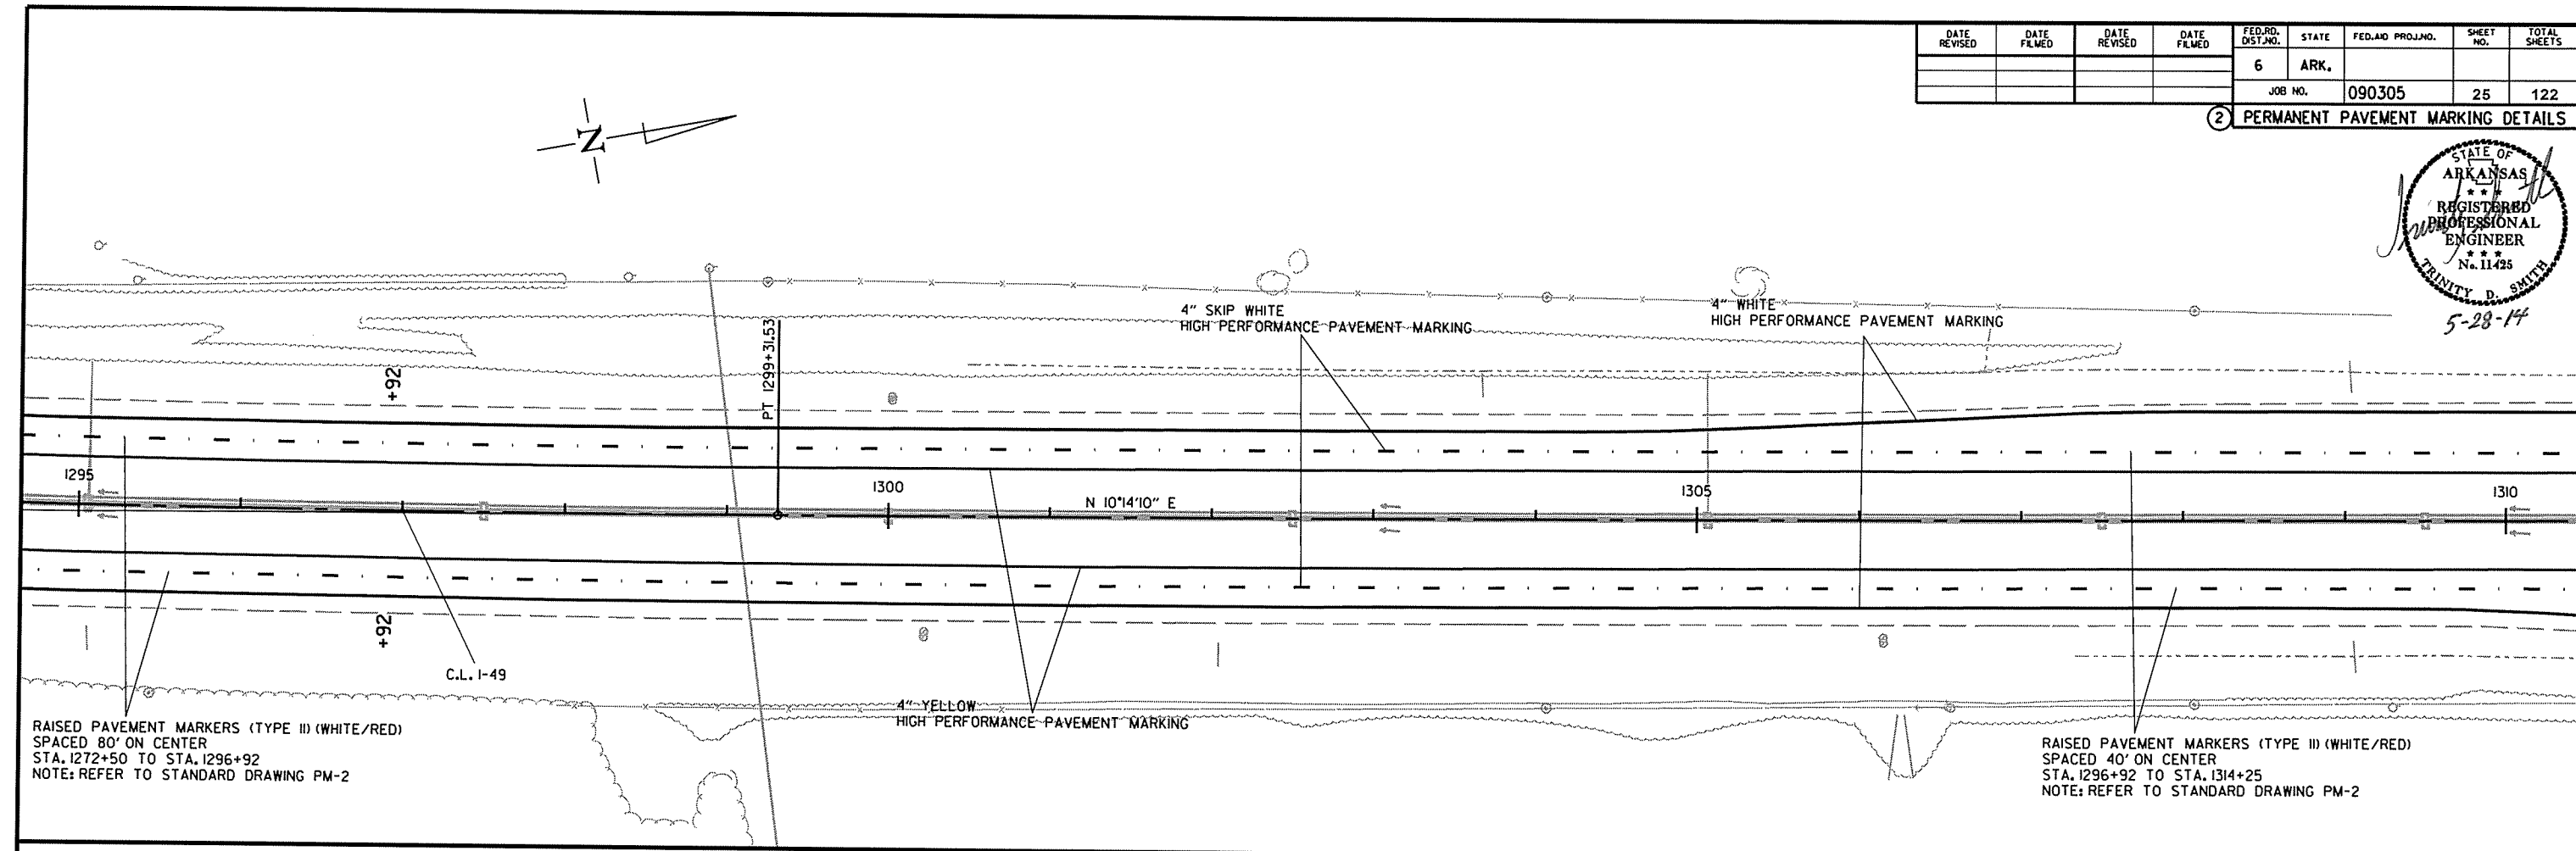 DATE REVISED
DATE FILMED
DATE REVISED
DATE FILMED
FED.RD. DIST.NO.
STATE
FED.AID PROJ.NO.
SHEET NO.
TOTAL SHEETS
6
ARK.
JOB NO.
090305
25
122
2 PERMANENT PAVEMENT MARKING DETAILS
N
STATE OF
ARKANSAS
REGISTERED
PROFESSIONAL
ENGINEER
No. 11425
TRINITY D. SMITH
5-28-14
4" SKIP WHITE
HIGH PERFORMANCE PAVEMENT MARKING
4" WHITE
HIGH PERFORMANCE PAVEMENT MARKING
+92
PT 1299+31.53
1295
1300
N 10°14'10" E
1305
1310
+92
C.L. I-49
4" YELLOW
HIGH PERFORMANCE PAVEMENT MARKING
RAISED PAVEMENT MARKERS (TYPE II) (WHITE/RED)
SPACED 80' ON CENTER
STA. 1272+50 TO STA. 1296+92
NOTE: REFER TO STANDARD DRAWING PM-2
RAISED PAVEMENT MARKERS (TYPE II) (WHITE/RED)
SPACED 40' ON CENTER
STA. 1296+92 TO STA. 1314+25
NOTE: REFER TO STANDARD DRAWING PM-2